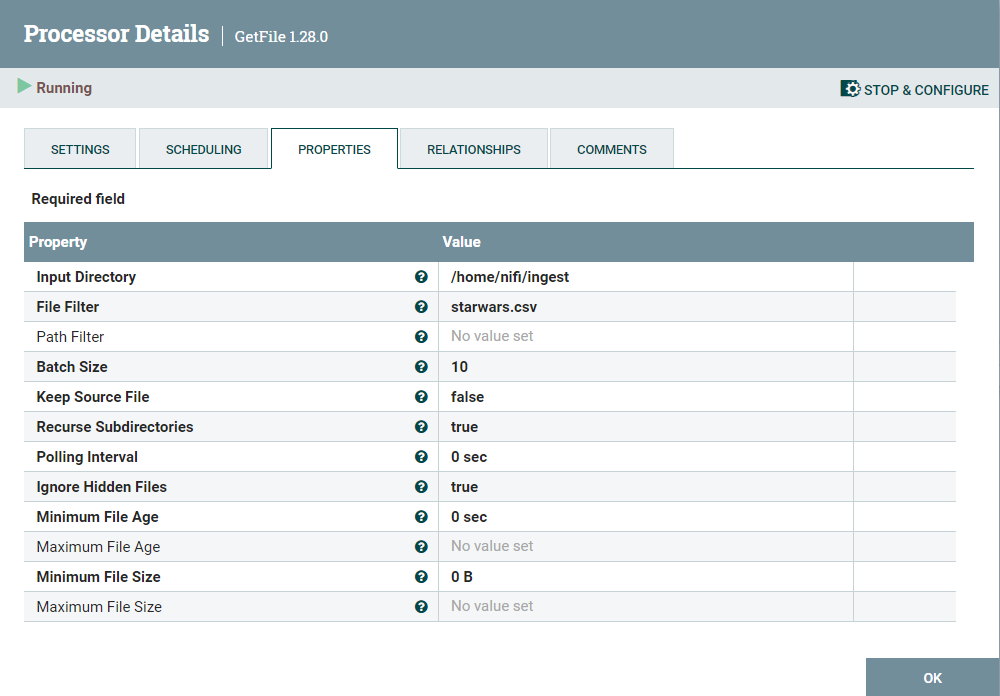 Processor Details | GetFile 1.28.0
Running STOP & CONFIGURE
SETTINGS SCHEDULING PROPERTIES RELATIONSHIPS COMMENTS
Required field
Property Value
Input Directory /home/nifi/ingest
File Filter starwars.csv
Path Filter No value set
Batch Size 10
Keep Source File false
Recurse Subdirectories true
Polling Interval 0 sec
Ignore Hidden Files true
Minimum File Age 0 sec
Maximum File Age No value set
Minimum File Size 0 B
Maximum File Size No value set
OK